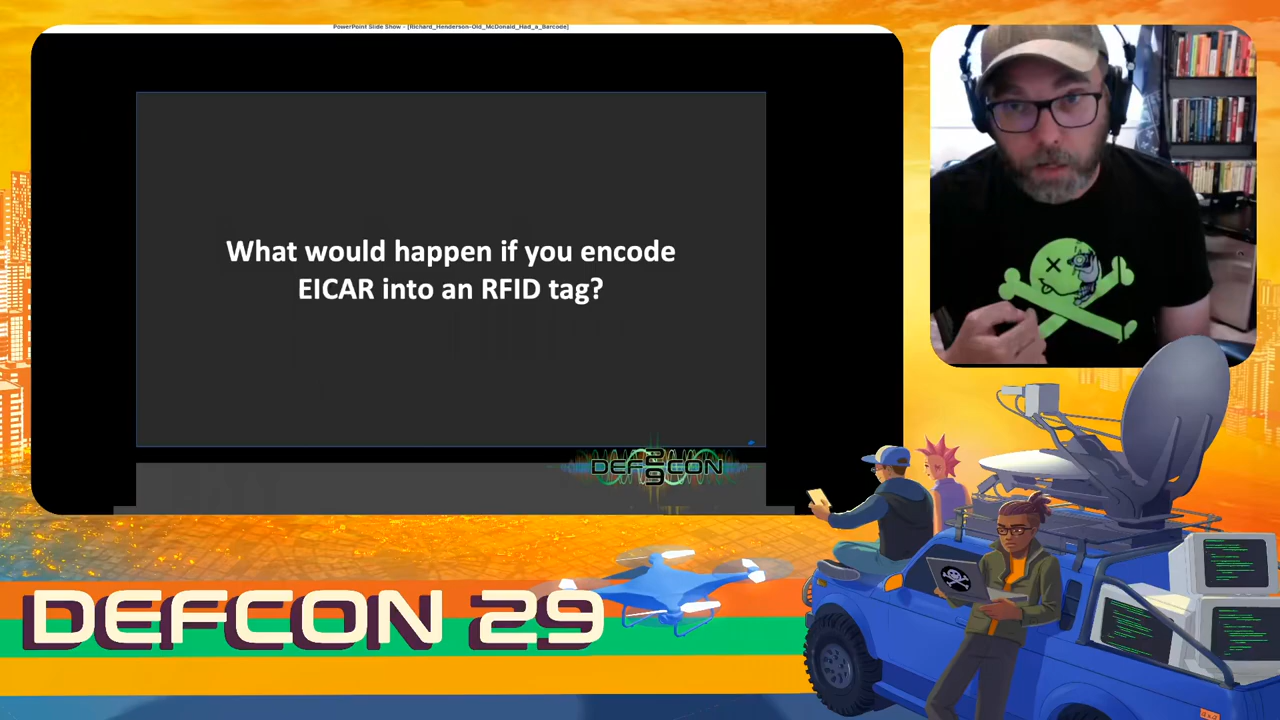 PowerPoint Slide Show - [Richard_Henderson-Old_McDonald_Had_a_Barcode]
What would happen if you encode
EICAR into an RFID tag?
DEF CON
29
DEFCON 29